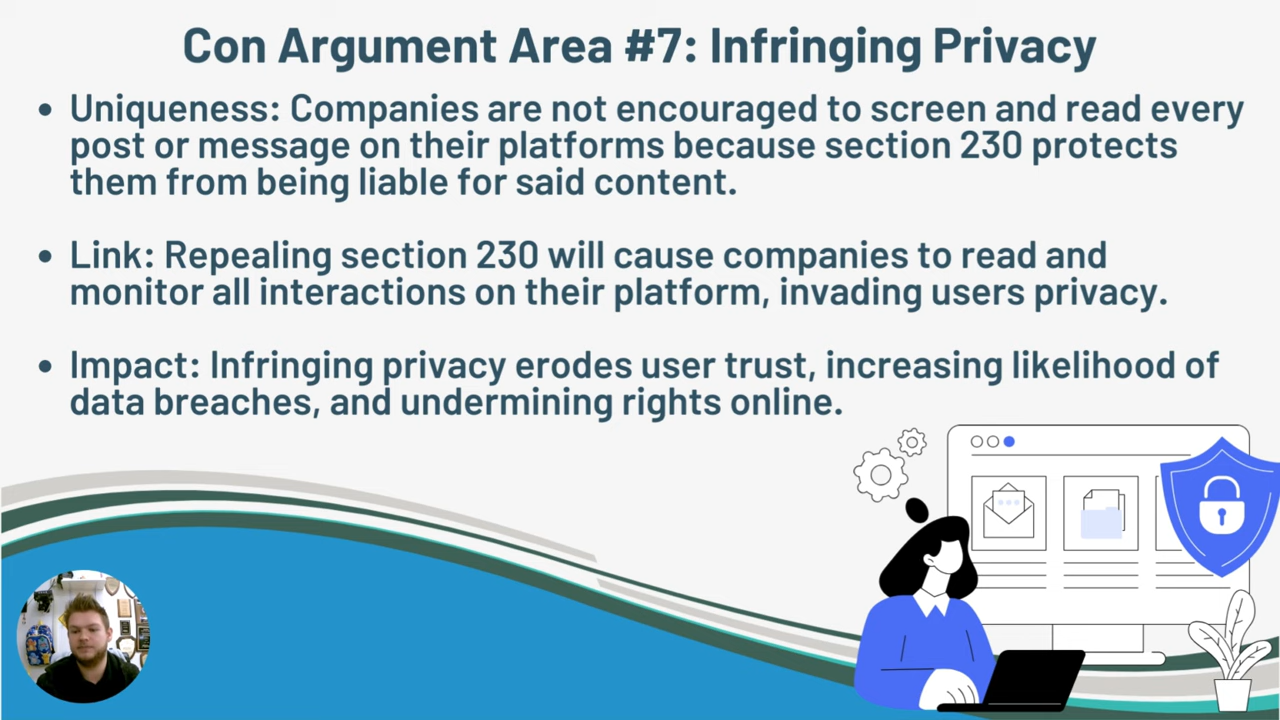 Con Argument Area #7: Infringing Privacy
• Uniqueness: Companies are not encouraged to screen and read every
post or message on their platforms because section 230 protects
them from being liable for said content.
• Link: Repealing section 230 will cause companies to read and
monitor all interactions on their platform, invading users privacy.
• Impact: Infringing privacy erodes user trust, increasing likelihood of
data breaches, and undermining rights online.